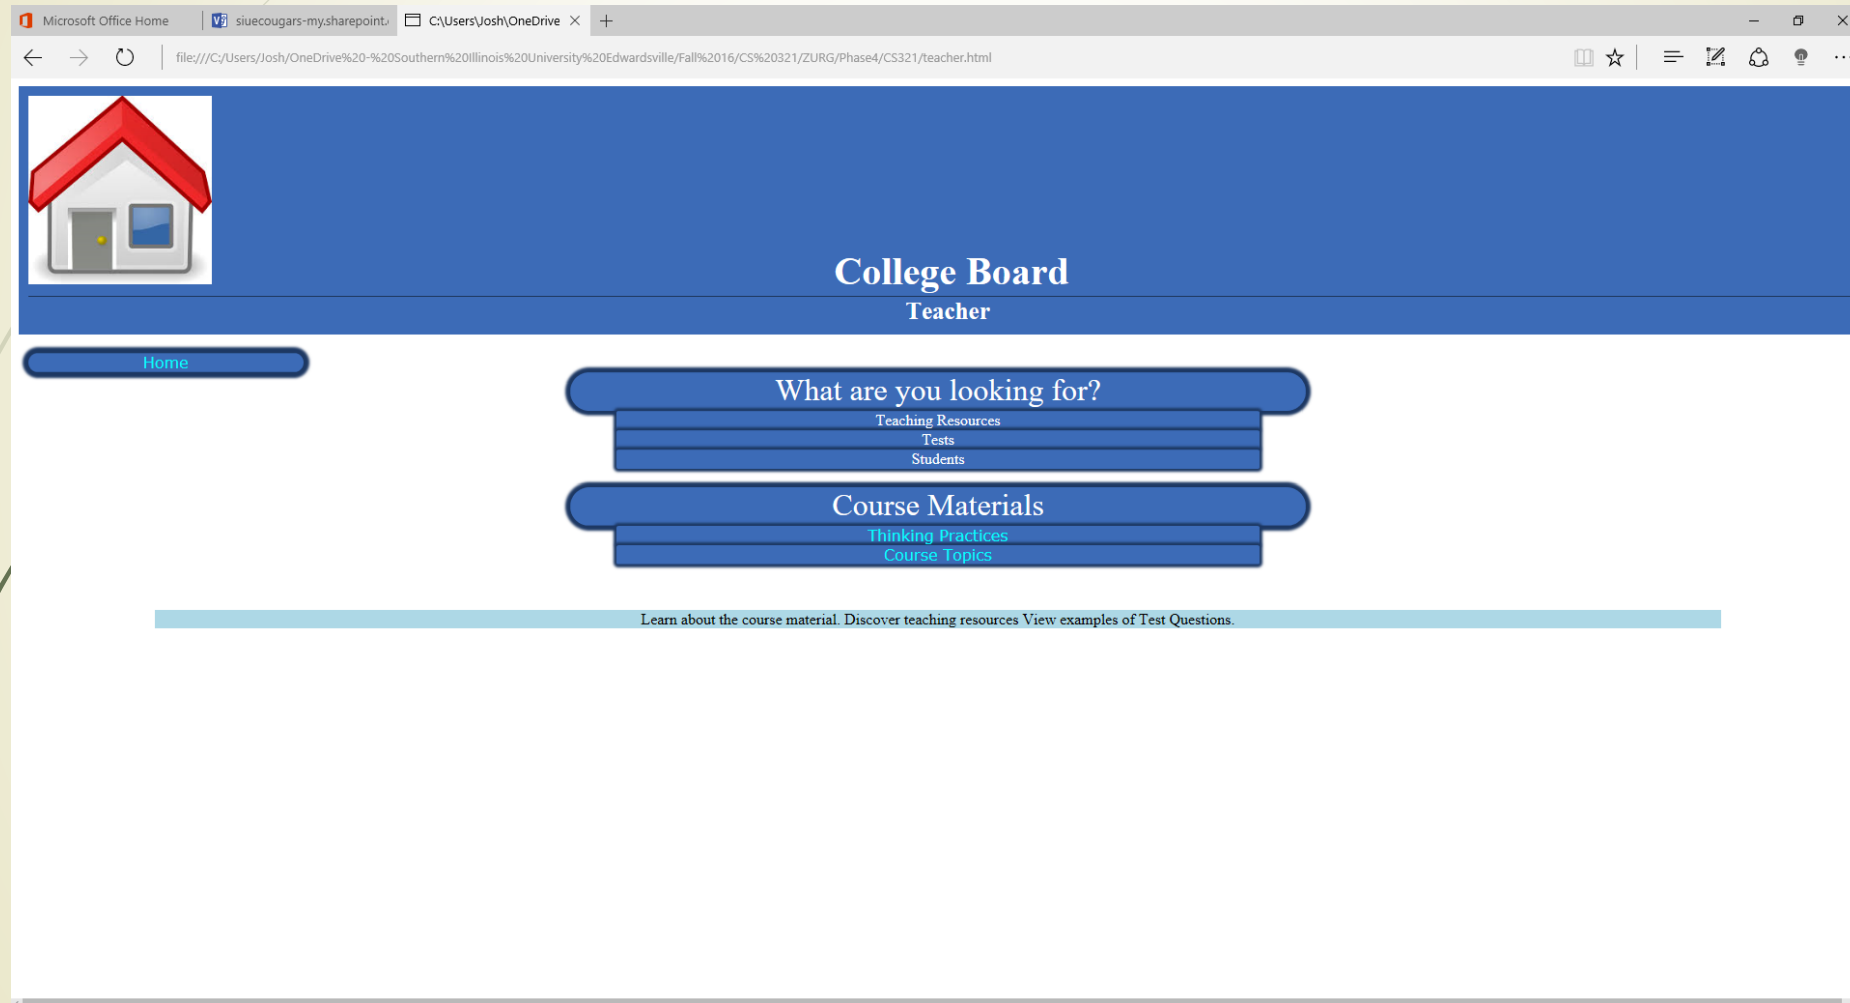 Microsoft Office Home
siuecougars-my.sharepoint.
C:\Users\Josh\OneDrive
file:///C:/Users/Josh/OneDrive%20-%20Southern%20Illinois%20University%20Edwardsville/Fall%2016/CS%20321/ZURG/Phase4/CS321/teacher.html
College Board
Teacher
Home
What are you looking for?
Teaching Resources
Tests
Students
Course Materials
Thinking Practices
Course Topics
Learn about the course material. Discover teaching resources View examples of Test Questions.